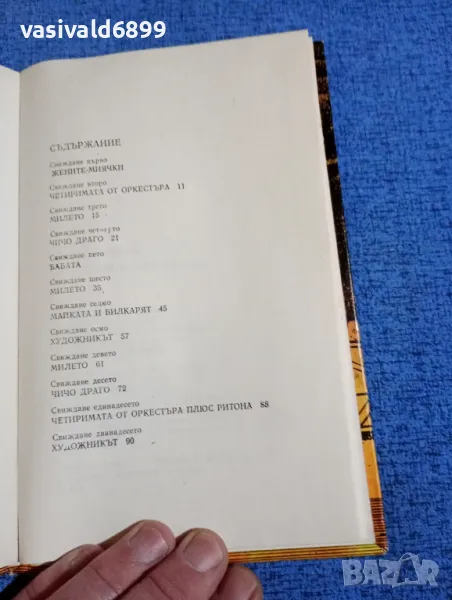 vasivald6899
СЪДЪРЖАНИЕ
Свиждане първо
ЖЕНИТЕ-МИЯЧКИ
Свиждане второ
ЧЕТИРИМАТА ОТ ОРКЕСТЪРА 11
Свиждане трето
МИЛЕТО 15
Свиждане четвърто
ЧИЧО ДРАГО 21
Свиждане пето
БАБАТА
Свиждане шесто
МИЛЕТО 35
Свиждане седмо
МАЙКАТА И БИЛКАРЯТ 45
Свиждане осмо
ХУДОЖНИКЪТ 57
Свиждане девето
МИЛЕТО 61
Свиждане десето
ЧИЧО ДРАГО 72
Свиждане единадесето
ЧЕТИРИМАТА ОТ ОРКЕСТЪРА ПЛЮС РИТОНА 88
Свиждане дванадесето
ХУДОЖНИКЪТ 90
BAZAR